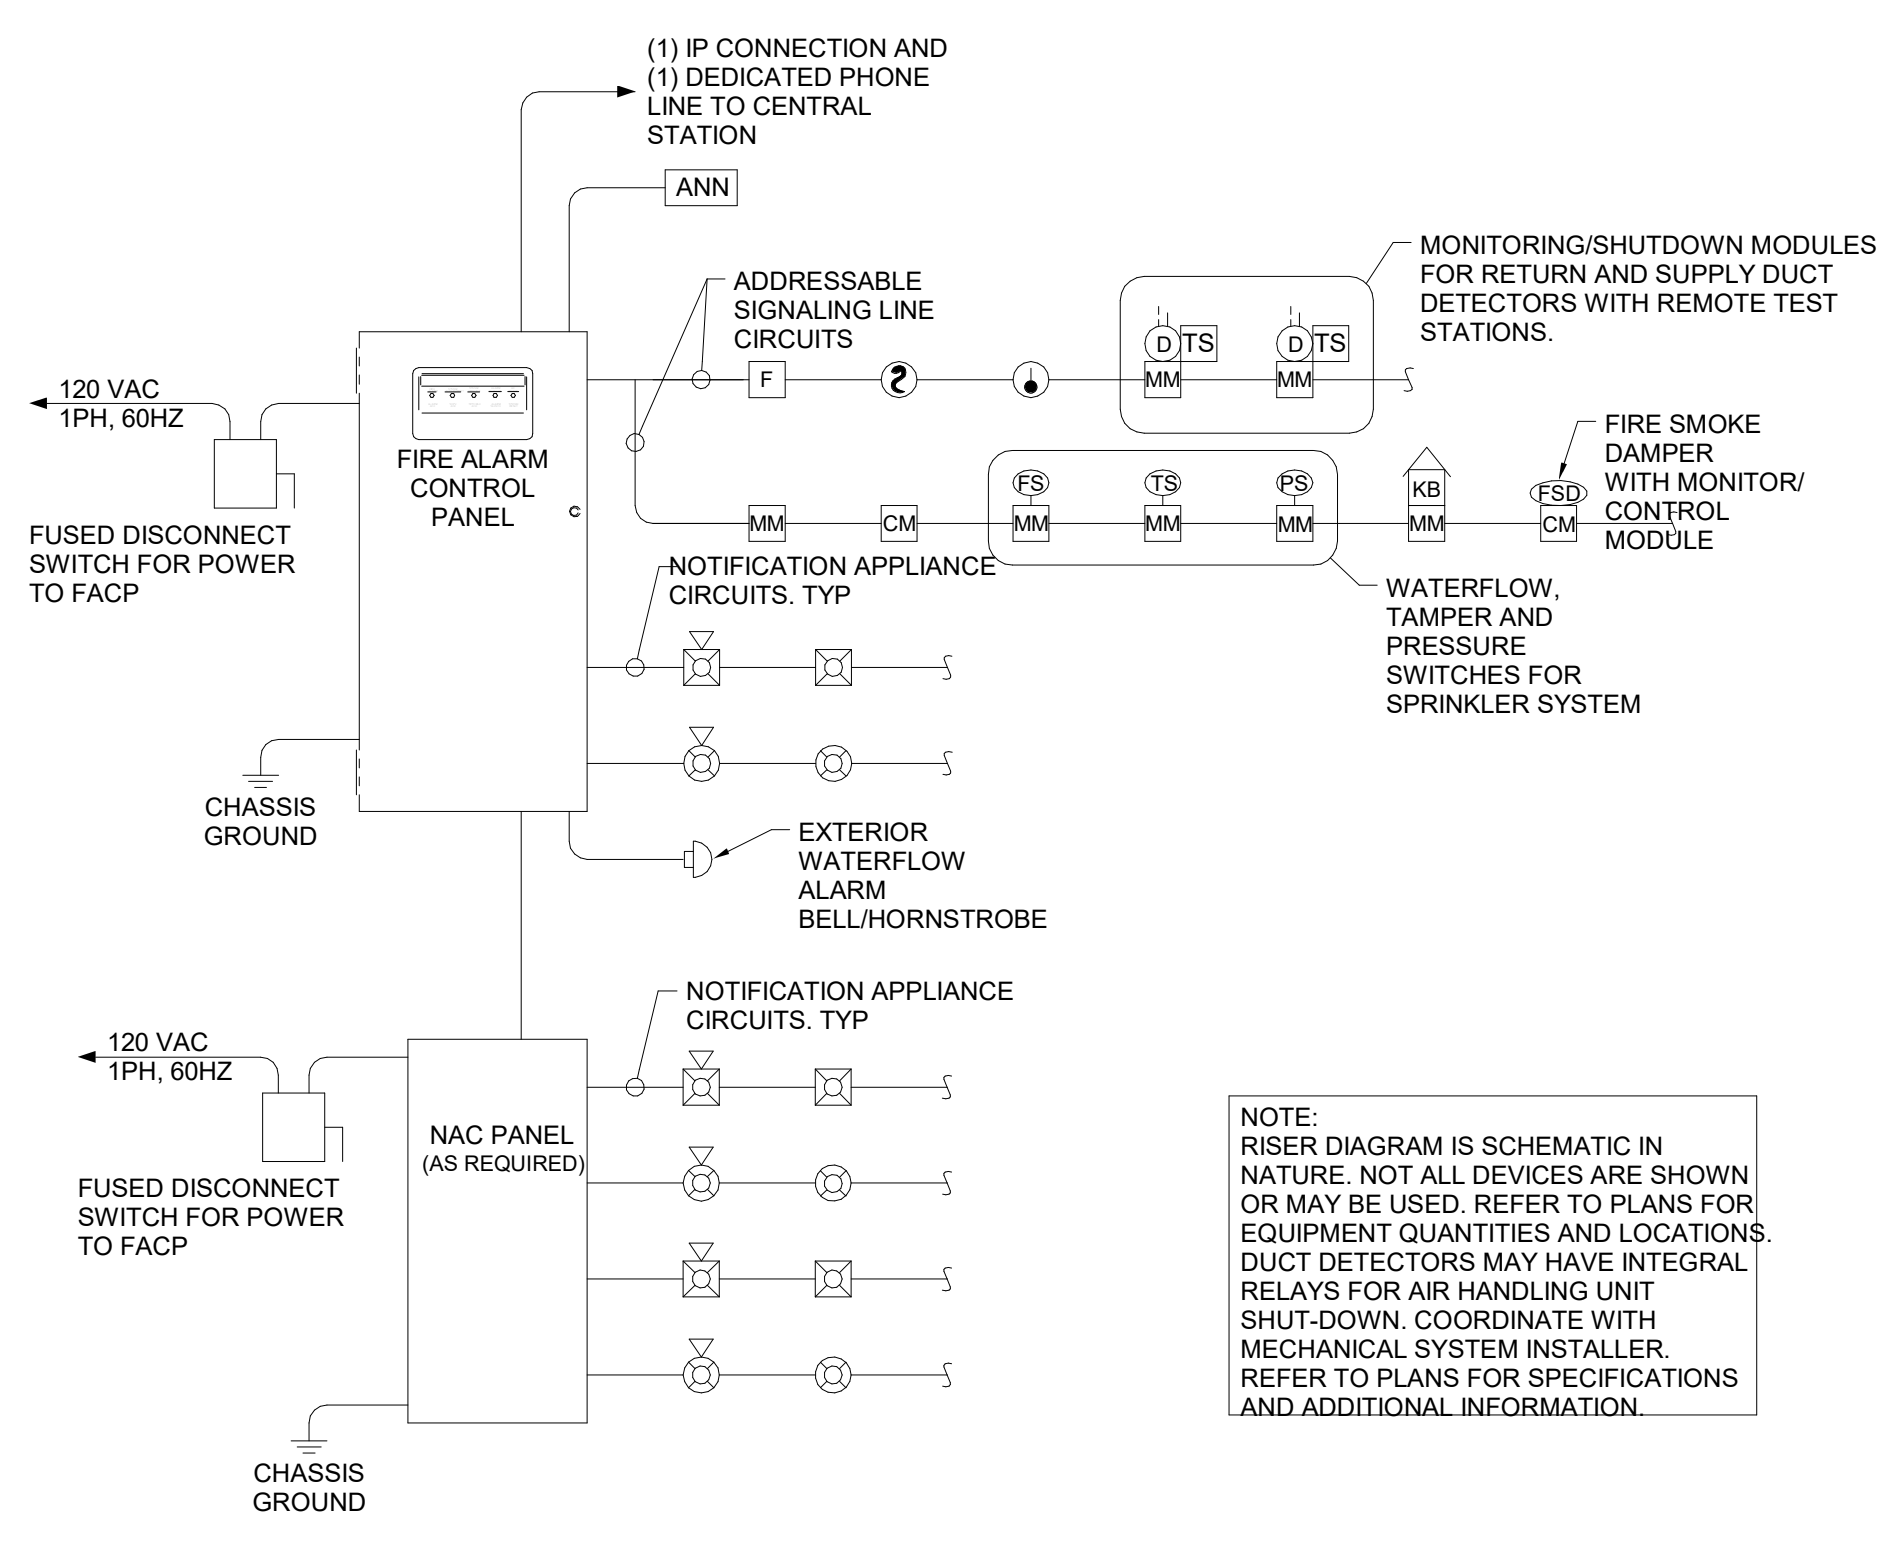 (1) IP CONNECTION AND
(1) DEDICATED PHONE
LINE TO CENTRAL
STATION
ANN
MONITORING/SHUTDOWN MODULES
FOR RETURN AND SUPPLY DUCT
DETECTORS WITH REMOTE TEST
STATIONS.
ADDRESSABLE
SIGNALING LINE
CIRCUITS
D TS
D TS
F
MM
MM
120 VAC
1PH, 60HZ
FUSED DISCONNECT
SWITCH FOR POWER
TO FACP
FIRE ALARM
CONTROL
PANEL
C
FIRE SMOKE
DAMPER
WITH MONITOR/
CONTROL
MODULE
FS
TS
PS
KB
FSD
MM
CM
MM
MM
MM
MM
CM
NOTIFICATION APPLIANCE
CIRCUITS. TYP
WATERFLOW,
TAMPER AND
PRESSURE
SWITCHES FOR
SPRINKLER SYSTEM
CHASSIS
GROUND
EXTERIOR
WATERFLOW
ALARM
BELL/HORNSTROBE
NOTIFICATION APPLIANCE
CIRCUITS. TYP
120 VAC
1PH, 60HZ
FUSED DISCONNECT
SWITCH FOR POWER
TO FACP
NAC PANEL
(AS REQUIRED)
CHASSIS
GROUND
NOTE:
RISER DIAGRAM IS SCHEMATIC IN
NATURE. NOT ALL DEVICES ARE SHOWN
OR MAY BE USED. REFER TO PLANS FOR
EQUIPMENT QUANTITIES AND LOCATIONS.
DUCT DETECTORS MAY HAVE INTEGRAL
RELAYS FOR AIR HANDLING UNIT
SHUT-DOWN. COORDINATE WITH
MECHANICAL SYSTEM INSTALLER.
REFER TO PLANS FOR SPECIFICATIONS
AND ADDITIONAL INFORMATION.